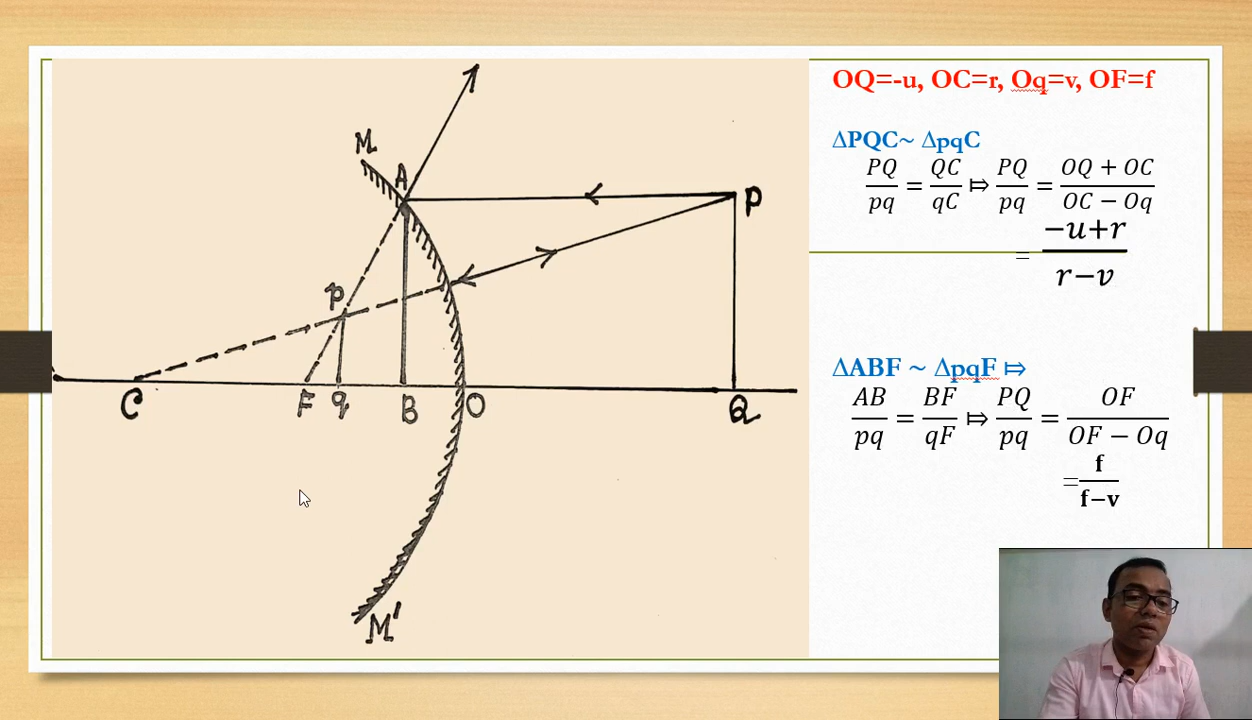 OQ=-u, OC=r, Oq=v, OF=f
ΔPQC~ ΔpqC
PQ/pq = QC/qC ⤇ PQ/pq = (OQ + OC)/(OC − Oq)
= (−u+r)/(r−v)
ΔABF ~ ΔpqF ⤇
AB/pq = BF/qF ⤇ PQ/pq = OF/(OF − Oq)
= f/(f−v)
M
A
P
p
C F q B O Q
M'